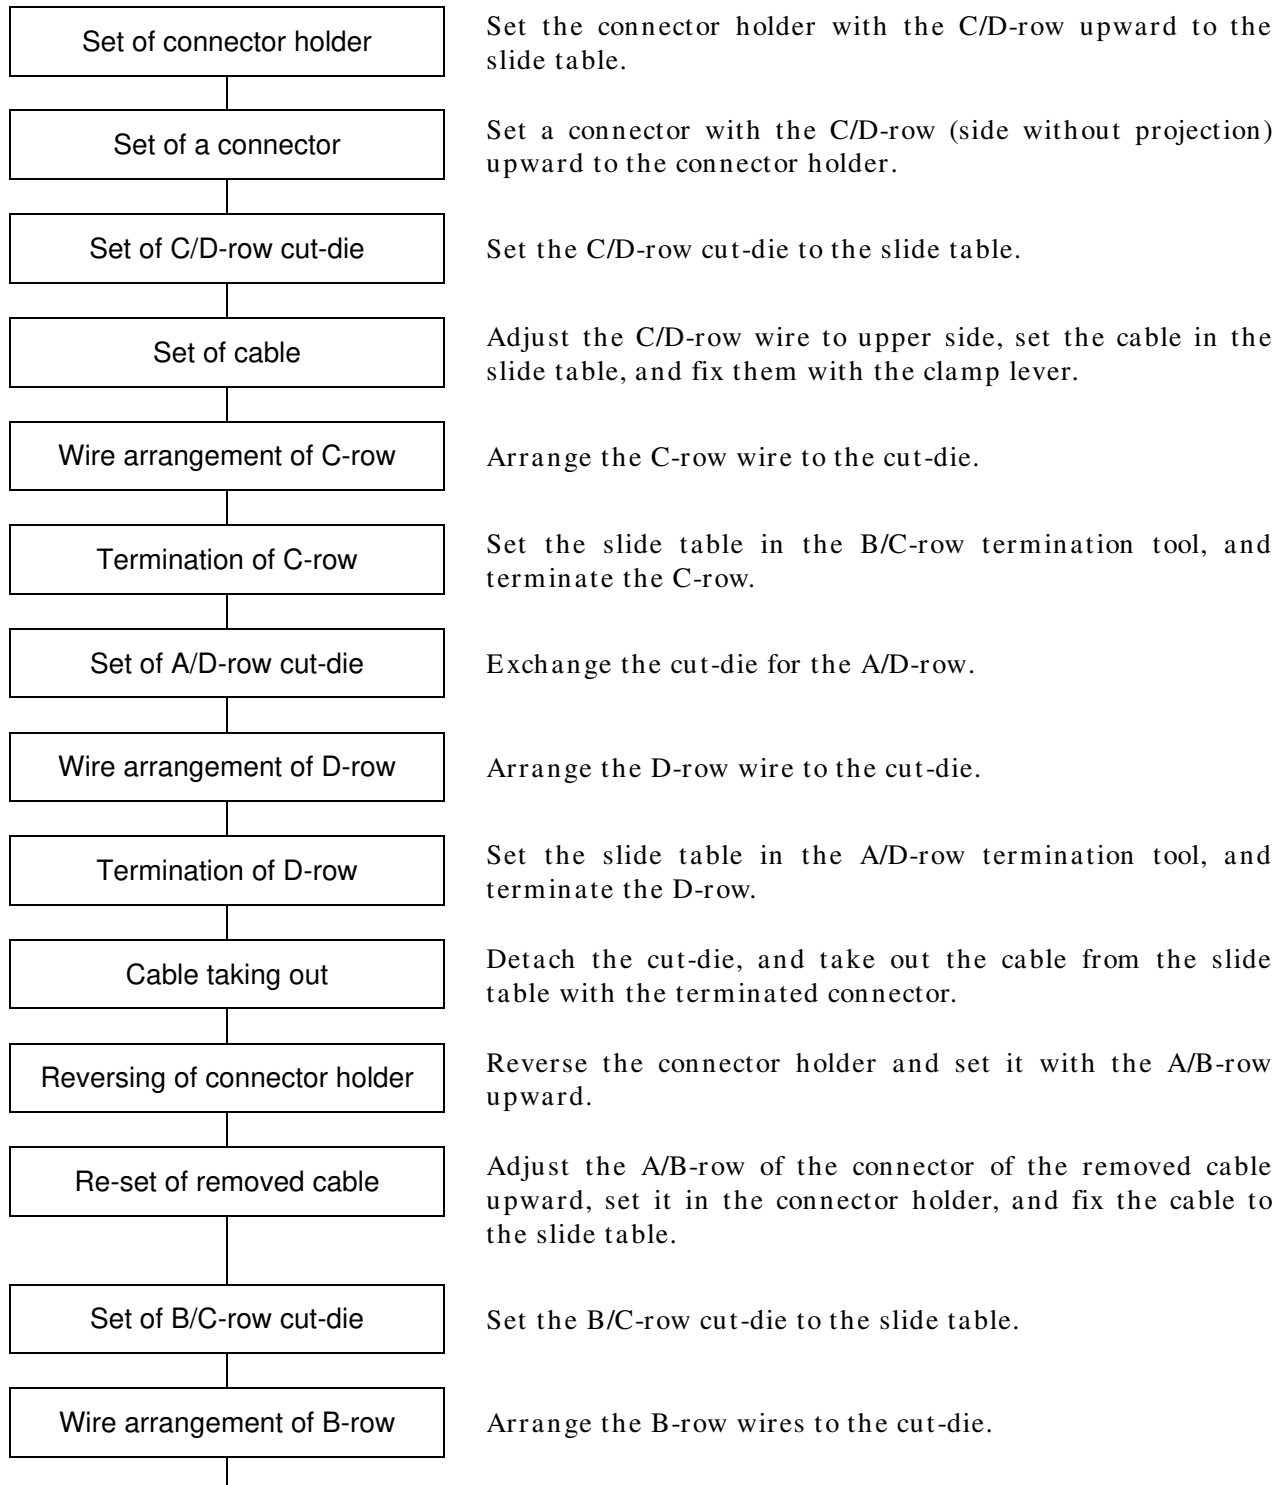 Set of connector holder
Set the connector holder with the C/D-row upward to the
slide table.
Set of a connector
Set a connector with the C/D-row (side without projection)
upward to the connector holder.
Set of C/D-row cut-die
Set the C/D-row cut-die to the slide table.
Set of cable
Adjust the C/D-row wire to upper side, set the cable in the
slide table, and fix them with the clamp lever.
Wire arrangement of C-row
Arrange the C-row wire to the cut-die.
Termination of C-row
Set the slide table in the B/C-row termination tool, and
terminate the C-row.
Set of A/D-row cut-die
Exchange the cut-die for the A/D-row.
Wire arrangement of D-row
Arrange the D-row wire to the cut-die.
Termination of D-row
Set the slide table in the A/D-row termination tool, and
terminate the D-row.
Cable taking out
Detach the cut-die, and take out the cable from the slide
table with the terminated connector.
Reversing of connector holder
Reverse the connector holder and set it with the A/B-row
upward.
Re-set of removed cable
Adjust the A/B-row of the connector of the removed cable
upward, set it in the connector holder, and fix the cable to
the slide table.
Set of B/C-row cut-die
Set the B/C-row cut-die to the slide table.
Wire arrangement of B-row
Arrange the B-row wires to the cut-die.